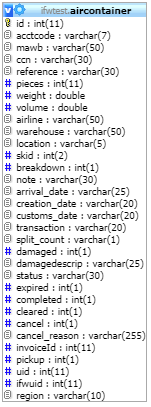 ifwtest.aircontainer
id : int(11)
acctcode : varchar(7)
mawb : varchar(50)
ccn : varchar(30)
reference : varchar(30)
pieces : int(11)
weight : double
volume : double
airline : varchar(50)
warehouse : varchar(50)
location : varchar(5)
skid : int(2)
breakdown : int(1)
note : varchar(30)
arrival_date : varchar(25)
creation_date : varchar(20)
customs_date : varchar(20)
transaction : varchar(20)
split_count : varchar(1)
damaged : int(1)
damagedescrip : varchar(25)
status : varchar(30)
expired : int(1)
completed : int(1)
cleared : int(1)
cancel : int(1)
cancel_reason : varchar(255)
invoiceId : int(11)
pickup : int(1)
uid : int(11)
ifwuid : int(11)
region : varchar(10)